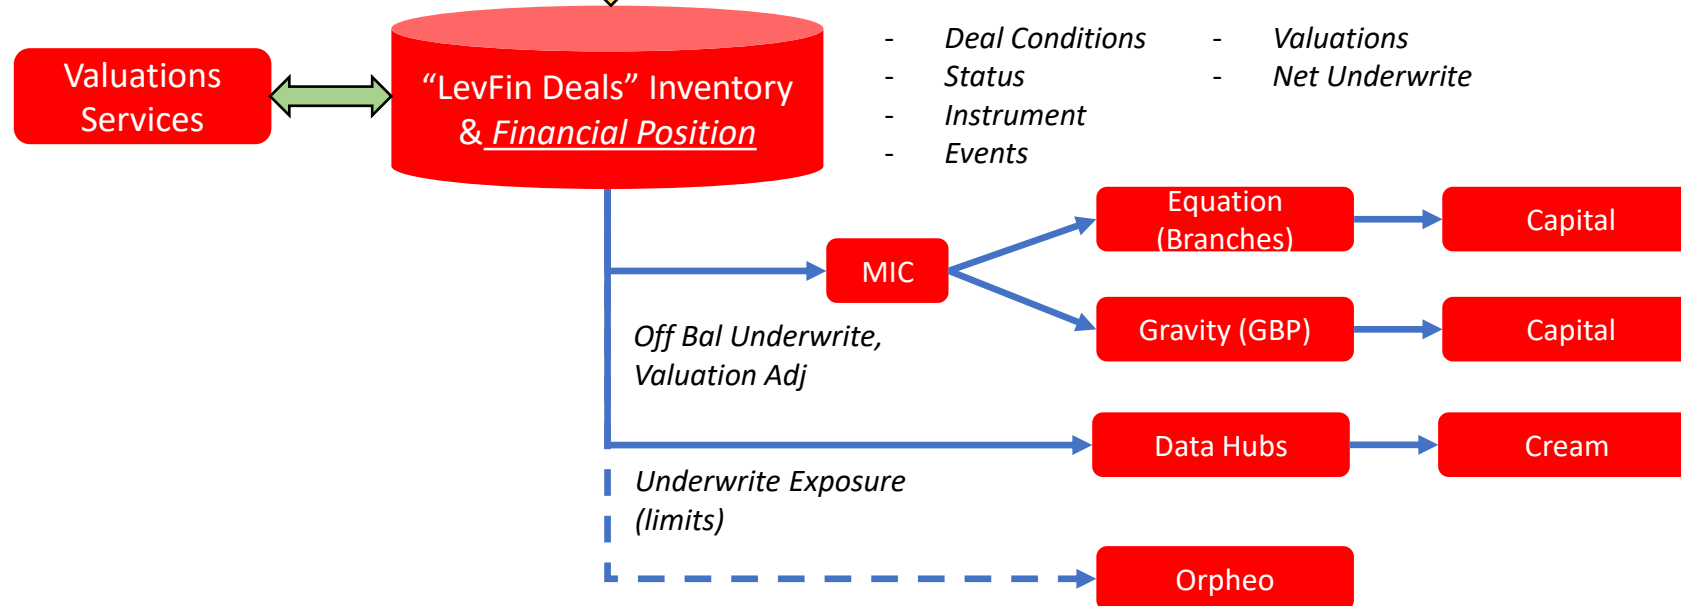 Valuations
Services
“LevFin Deals” Inventory
& Financial Position
- Deal Conditions
- Status
- Instrument
- Events
- Valuations
- Net Underwrite
Equation
(Branches)
Capital
MIC
Gravity (GBP)
Capital
Off Bal Underwrite,
Valuation Adj
Data Hubs
Cream
Underwrite Exposure
(limits)
Orpheo